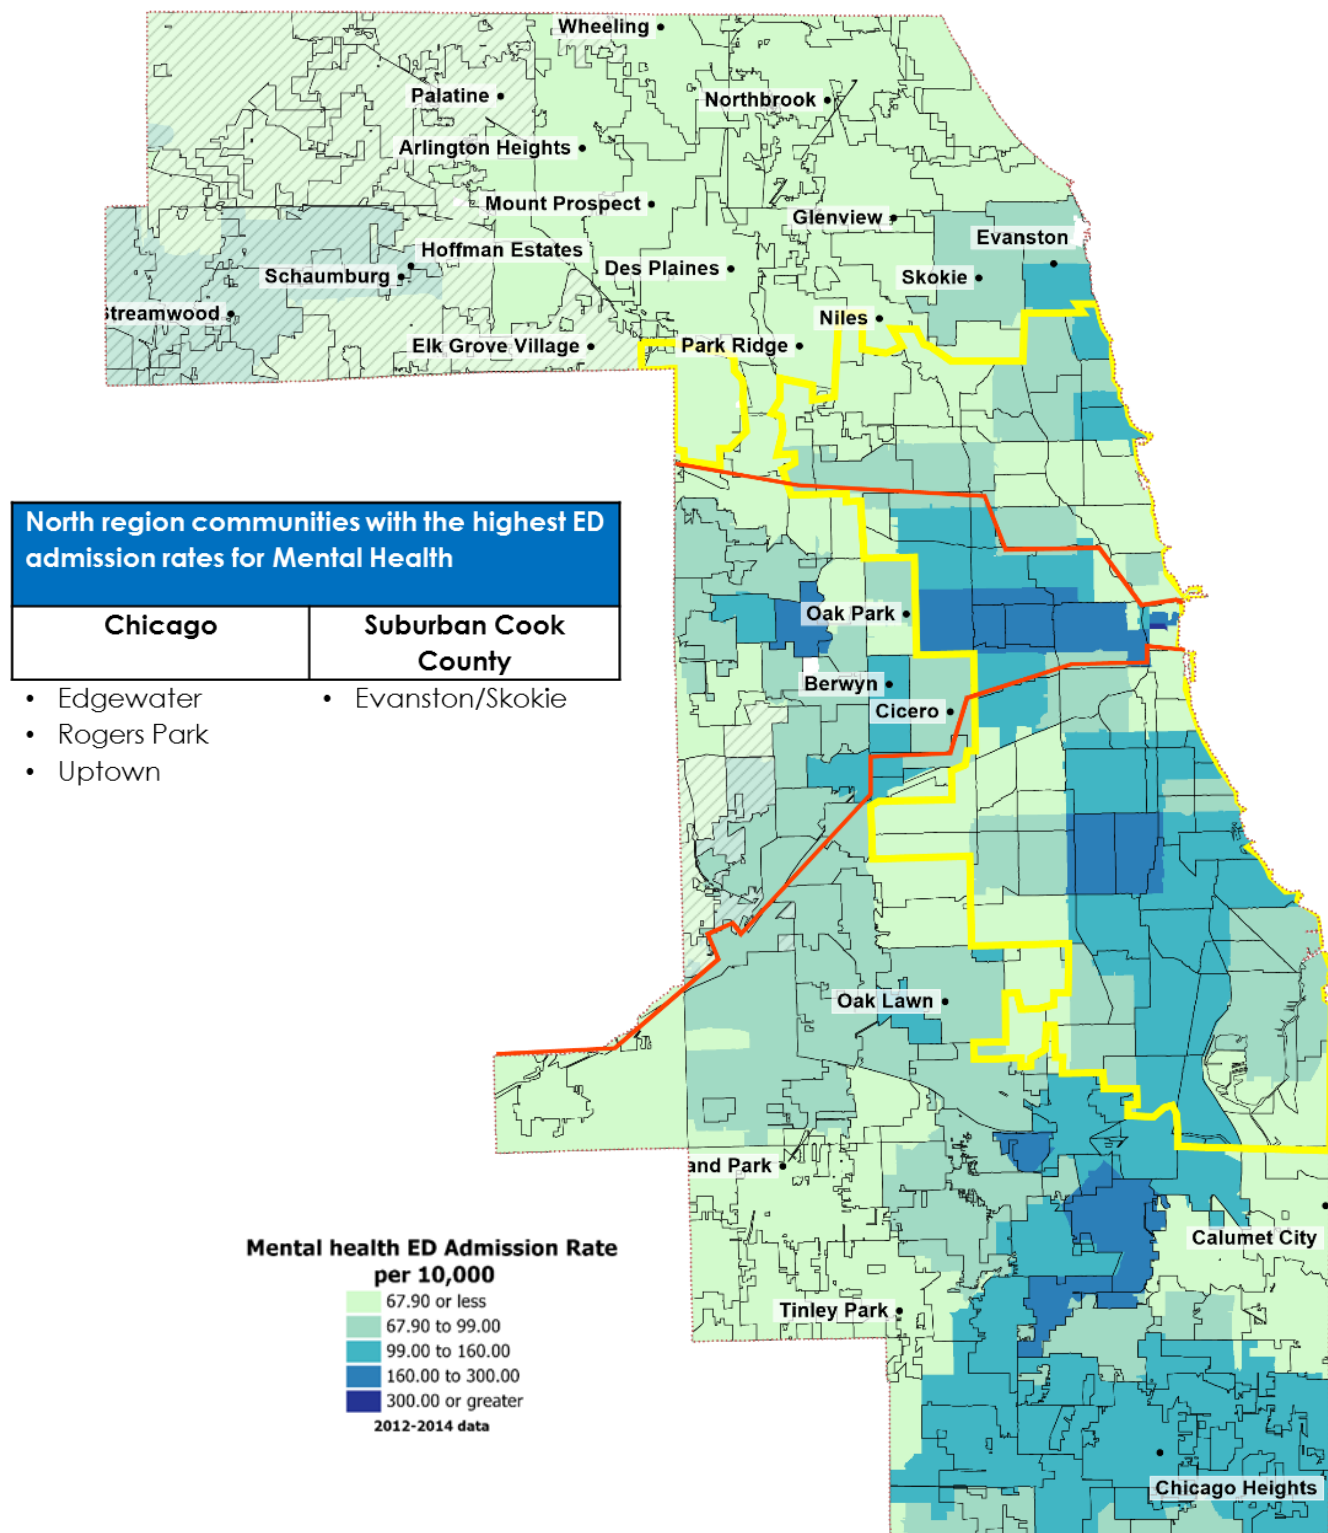 Wheeling
Palatine
Northbrook
Arlington Heights
Mount Prospect
Glenview
Evanston
Hoffman Estates
Schaumburg
Des Plaines
Skokie
treamwood
Niles
Elk Grove Village
Park Ridge
North region communities with the highest ED
admission rates for Mental Health
Chicago
Suburban Cook
County
• Edgewater
• Rogers Park
• Uptown
• Evanston/Skokie
Oak Park
Berwyn
Cicero
Oak Lawn
and Park
Calumet City
Tinley Park
Chicago Heights
Mental health ED Admission Rate
per 10,000
67.90 or less
67.90 to 99.00
99.00 to 160.00
160.00 to 300.00
300.00 or greater
2012-2014 data